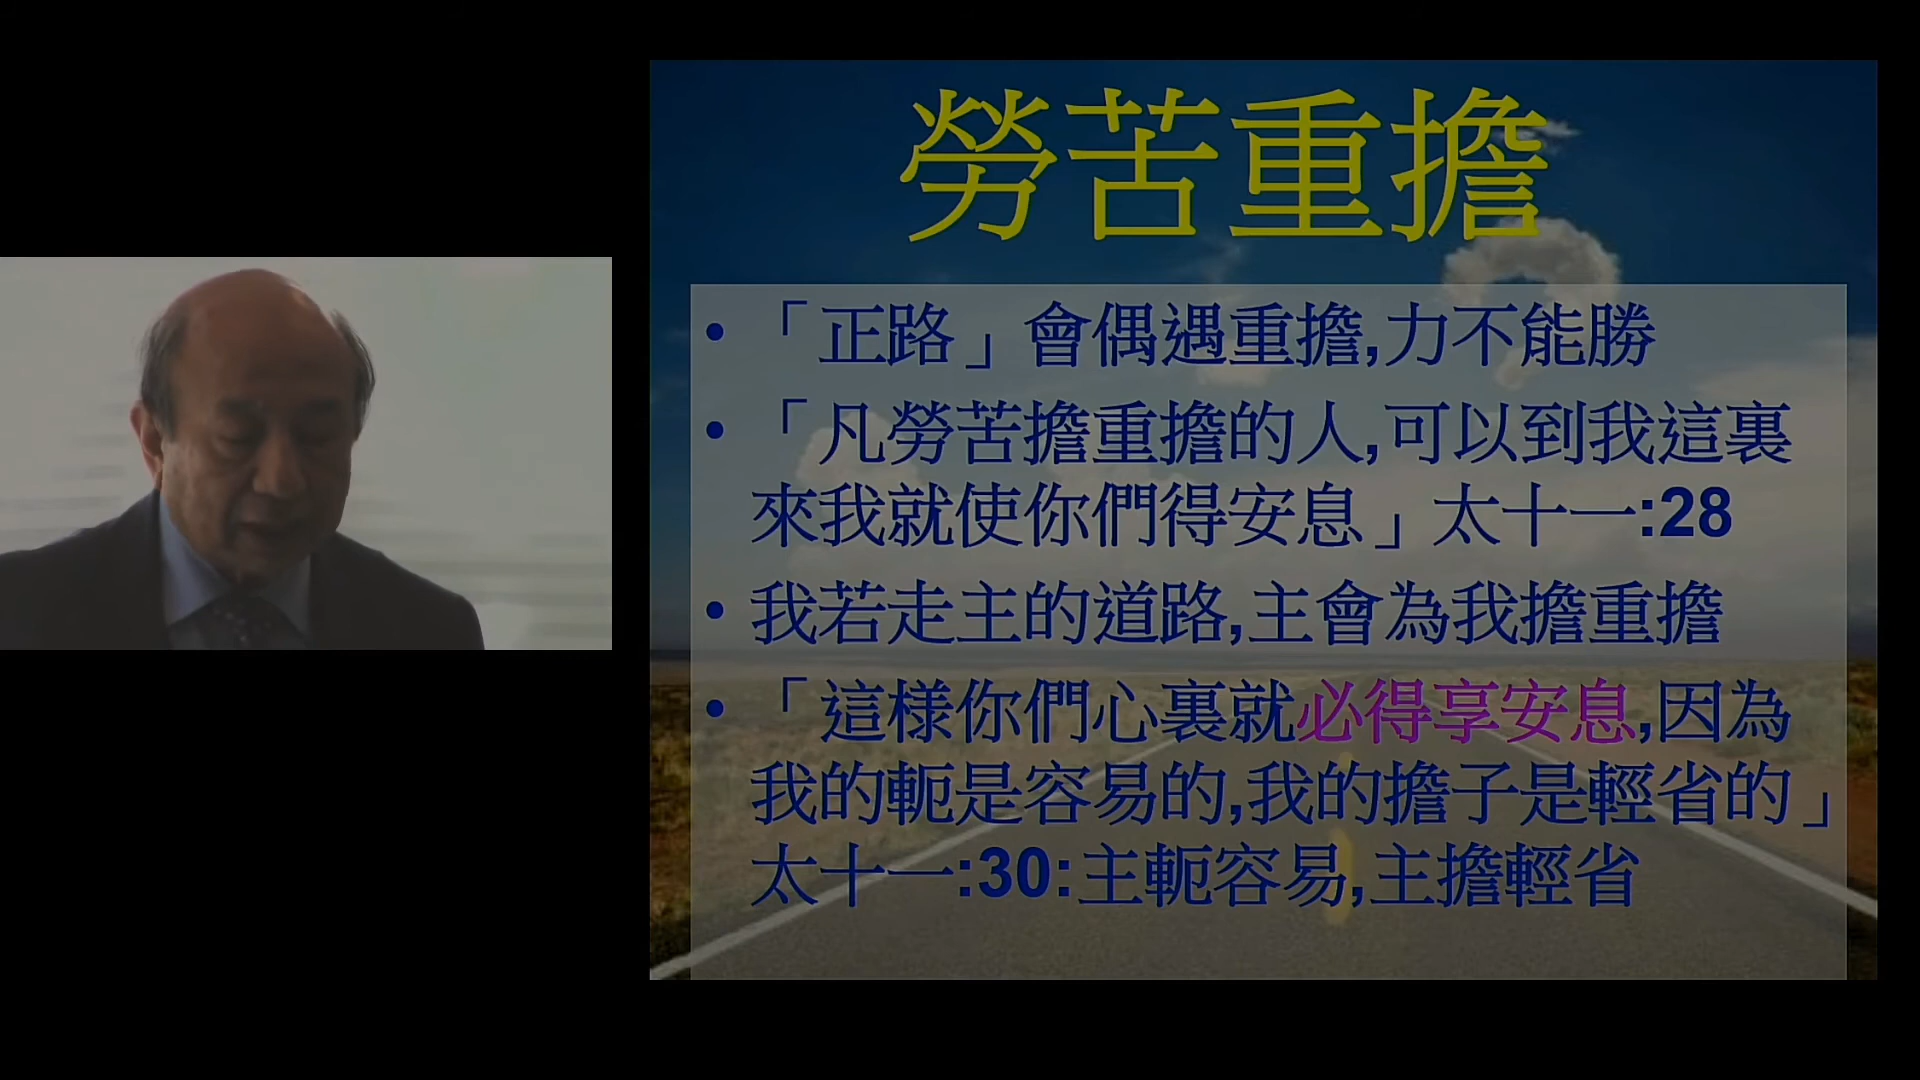 勞苦重擔
• 「正路」會偶遇重擔,力不能勝
• 「凡勞苦擔重擔的人,可以到我這裏
來我就使你們得安息」太十一:28
• 我若走主的道路,主會為我擔重擔
• 「這樣你們心裏就必得享安息,因為
我的軛是容易的,我的擔子是輕省的」
太十一:30:主軛容易,主擔輕省